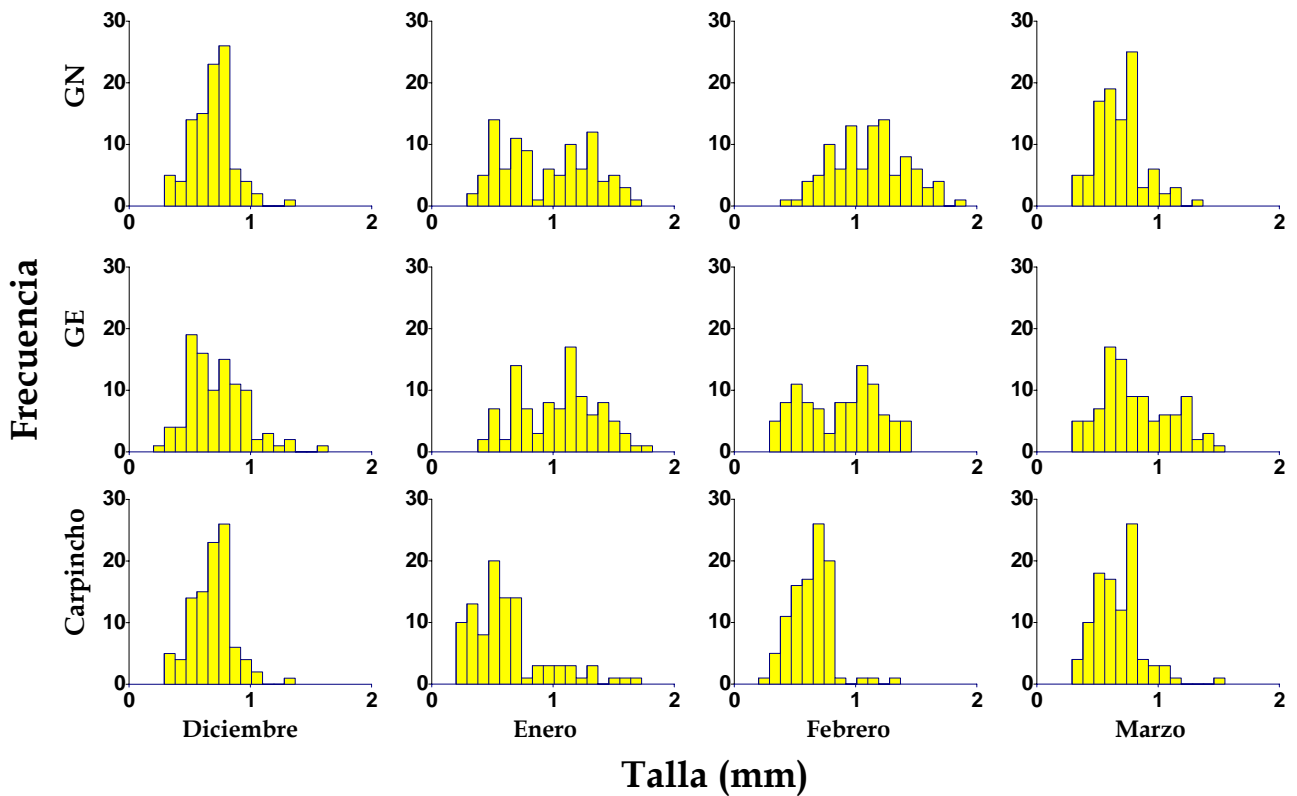 30 30 30 30
20 20 20 20
GN
10 10 10 10
0 0 0 0
0 1 2 0 1 2 0 1 2 0 1 2
Frecuencia
30 30 30 30
20 20 20 20
GE
10 10 10 10
0 0 0 0
0 1 2 0 1 2 0 1 2 0 1 2
30 30 30 30
20 20 20 20
Carpincho
10 10 10 10
0 0 0 0
0 1 2 0 1 2 0 1 2 0 1 2
Diciembre Enero Febrero Marzo
Talla (mm)